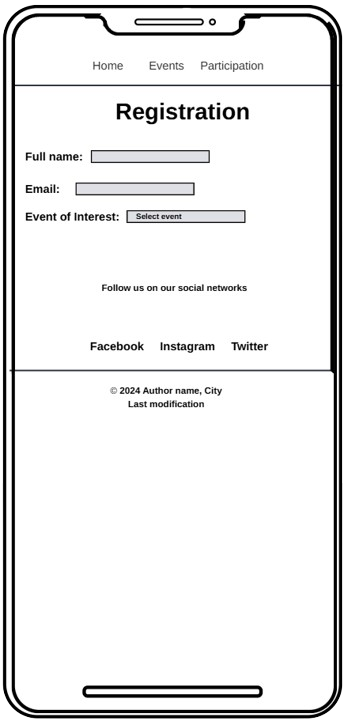 Home Events Participation
Registration
Full name:
Email:
Event of Interest: Select event
Follow us on our social networks
Facebook Instagram Twitter
© 2024 Author name, City
Last modification